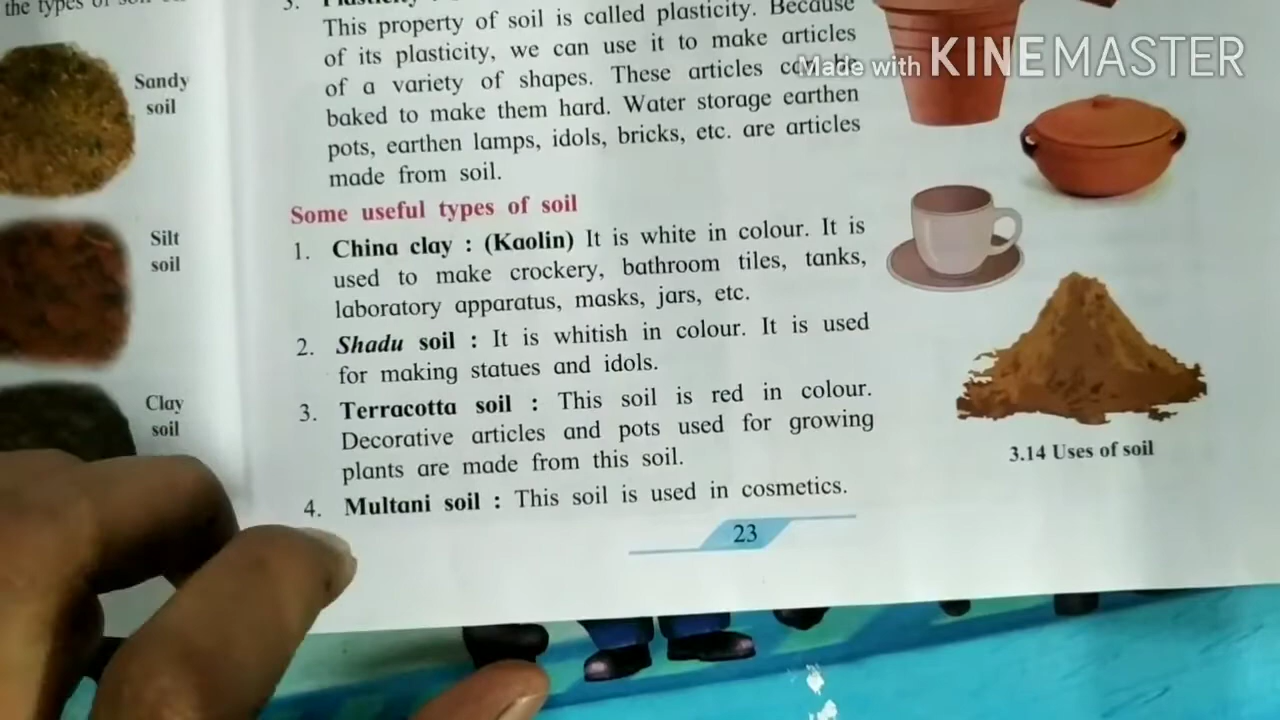 the types of
Sandy
soil
Silt
soil
Clay
soil
This property of soil is called plasticity. Because
of its plasticity, we can use it to make articles
of a variety of shapes. These articles can be
baked to make them hard. Water storage earthen
pots, earthen lamps, idols, bricks, etc. are articles
made from soil.
Some useful types of soil
1. China clay : (Kaolin) It is white in colour. It is
used to make crockery, bathroom tiles, tanks,
laboratory apparatus, masks, jars, etc.
2. Shadu soil : It is whitish in colour. It is used
for making statues and idols.
3. Terracotta soil : This soil is red in colour.
Decorative articles and pots used for growing
plants are made from this soil.
4. Multani soil : This soil is used in cosmetics.
23
3.14 Uses of soil
Made with KINEMASTER